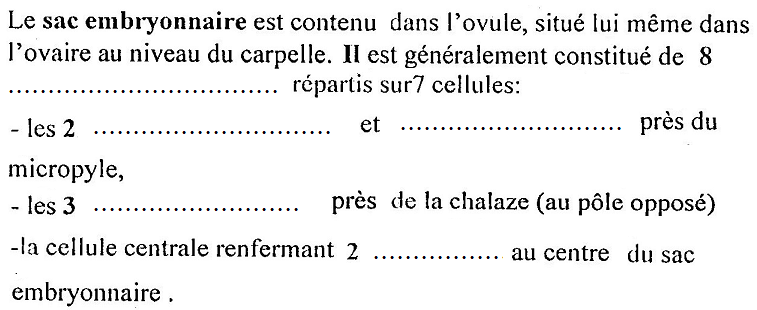 Le sac embryonnaire est contenu dans l'ovule, situé lui même dans
l'ovaire au niveau du carpelle. Il est généralement constitué de 8
.................................. répartis sur7 cellules:
- les 2 .............................. et ............................ près du
micropyle,
- les 3 .......................... près de la chalaze (au pôle opposé)
-la cellule centrale renfermant 2 ................ au centre du sac
embryonnaire .